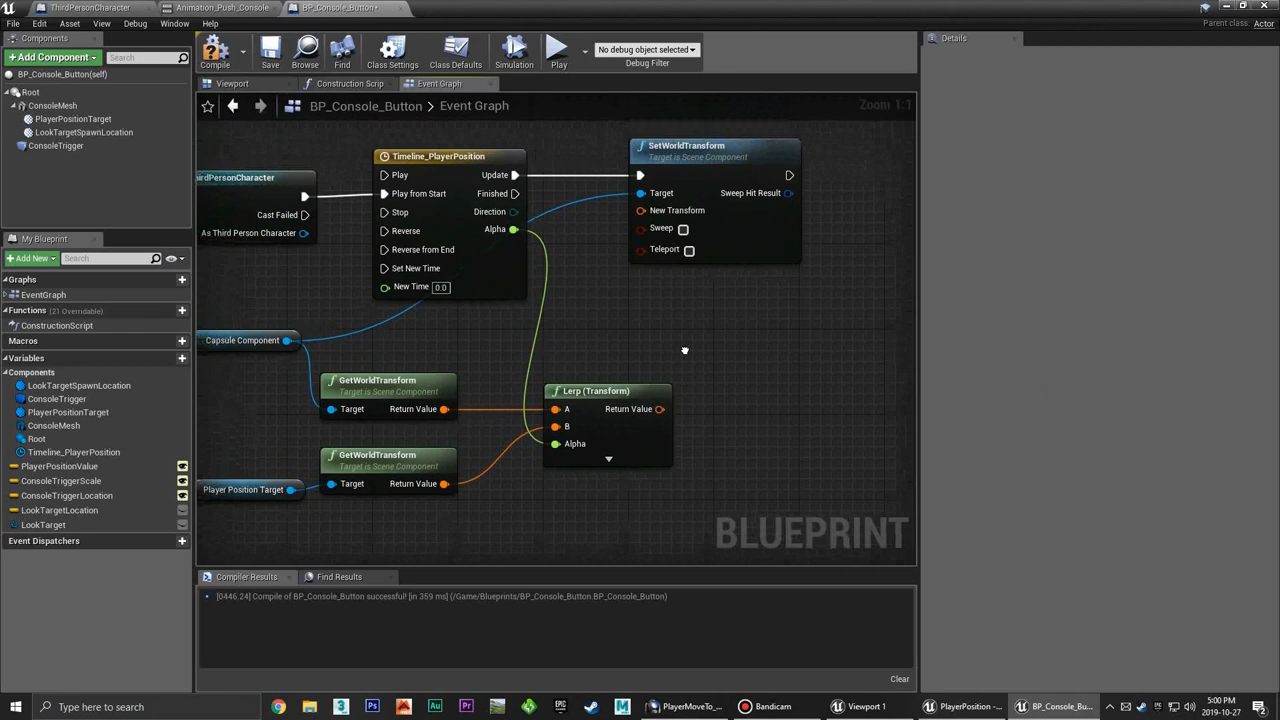 ThirdPersonCharacter
Animation_Push_Console
BP_Console_Button*
File
Edit
Asset
View
Debug
Window
Help
Parent class: Actor
Components
+Add Component
Search
BP_Console_Button(self)
Root
ConsoleMesh
PlayerPositionTarget
LookTargetSpawnLocation
ConsoleTrigger
My Blueprint
+Add New
Search
Graphs
EventGraph
Functions (21 Overridable)
ConstructionScript
Macros
Variables
Components
LookTargetSpawnLocation
ConsoleTrigger
PlayerPositionTarget
ConsoleMesh
Root
Timeline_PlayerPosition
PlayerPositionValue
ConsoleTriggerScale
ConsoleTriggerLocation
LookTargetLocation
LookTarget
Event Dispatchers
Compile
Save
Browse
Find
Class Settings
Class Defaults
Simulation
Play
No debug object selected
Debug Filter
Viewport
Construction Scrip
Event Graph
BP_Console_Button > Event Graph
Zoom 1:1
hirdPersonCharacter
Cast Failed
As Third Person Character
Timeline_PlayerPosition
Play
Update
Play from Start
Finished
Stop
Direction
Reverse
Alpha
Reverse from End
Set New Time
New Time 0.0
SetWorldTransform
Target is Scene Component
Target
Sweep Hit Result
New Transform
Sweep
Teleport
Capsule Component
GetWorldTransform
Target is Scene Component
Target
Return Value
Lerp (Transform)
A
Return Value
B
Alpha
GetWorldTransform
Target is Scene Component
Target
Return Value
Player Position Target
BLUEPRINT
Compiler Results
Find Results
[0446.24] Compile of BP_Console_Button successful! [in 359 ms] (/Game/Blueprints/BP_Console_Button.BP_Console_Button)
Clear
Details
Type here to search
PlayerMoveTo_...
Bandicam
Viewport 1
PlayerPosition -...
BP_Console_Bu...
5:00 PM
2019-10-27